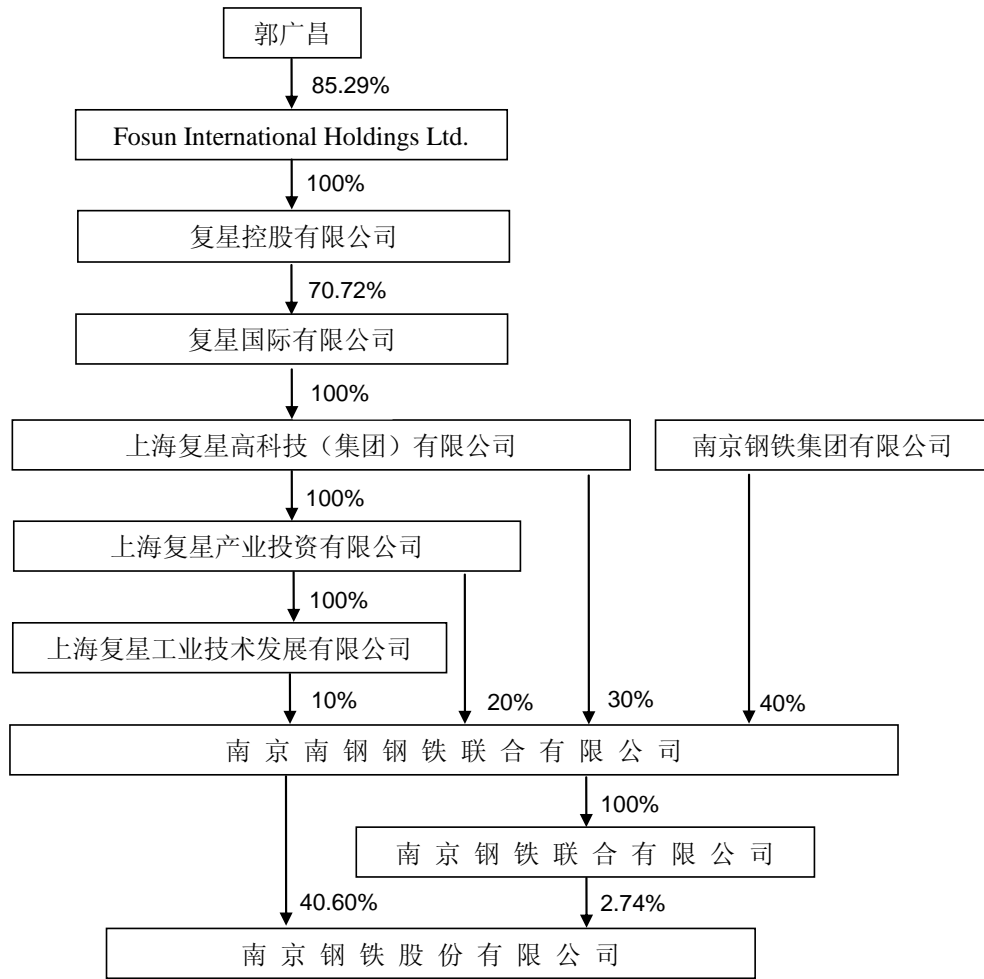 郭广昌
85.29%
Fosun International Holdings Ltd.
100%
复星控股有限公司
70.72%
复星国际有限公司
100%
上海复星高科技（集团）有限公司
南京钢铁集团有限公司
100%
上海复星产业投资有限公司
100%
上海复星工业技术发展有限公司
10%
20%
30%
40%
南京南钢钢铁联合有限公司
100%
南京钢铁联合有限公司
40.60%
2.74%
南京钢铁股份有限公司